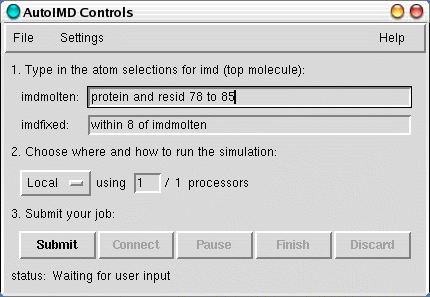 AutoIMD Controls
File Settings Help
1. Type in the atom selections for imd (top molecule):
imdmolten: protein and resid 78 to 85
imdfixed: within 8 of imdmolten
2. Choose where and how to run the simulation:
Local using 1 / 1 processors
3. Submit your job:
Submit Connect Pause Finish Discard
status: Waiting for user input